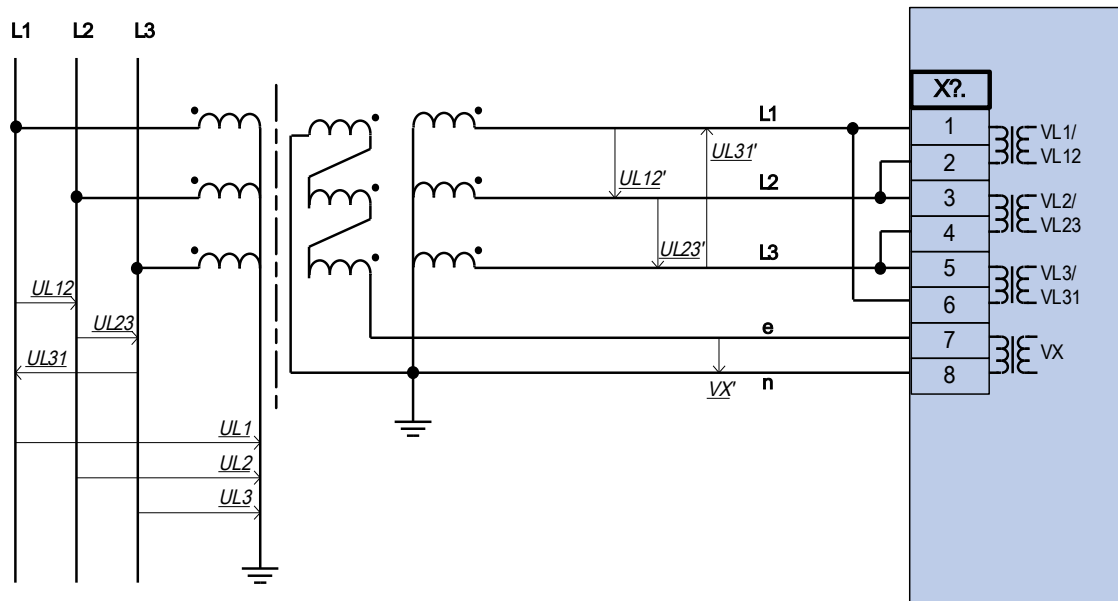 L1 L2 L3
X?.
L1
1
VL1/
UL31'
2
VL12
UL12'
L2
3
VL2/
UL23'
4
VL23
L3
5
VL3/
UL12
6
VL31
UL23
e
7
VX
UL31
8
VX'
n
UL1
UL2
UL3